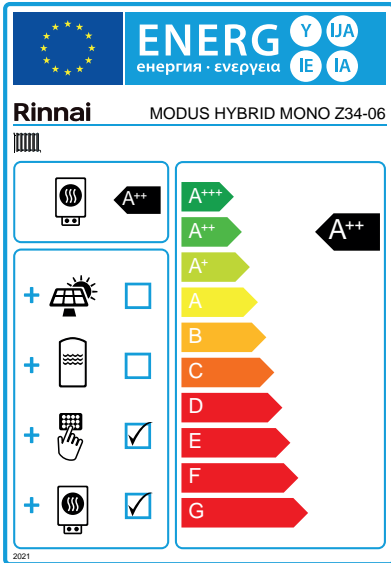 ENERG
енергия · ενεργεια
Y IJA
IE IA
Rinnai
MODUS HYBRID MONO Z34-06
A++
A+++
A++
A+
A
B
C
D
E
F
G
A++
+
+
+
+
2021